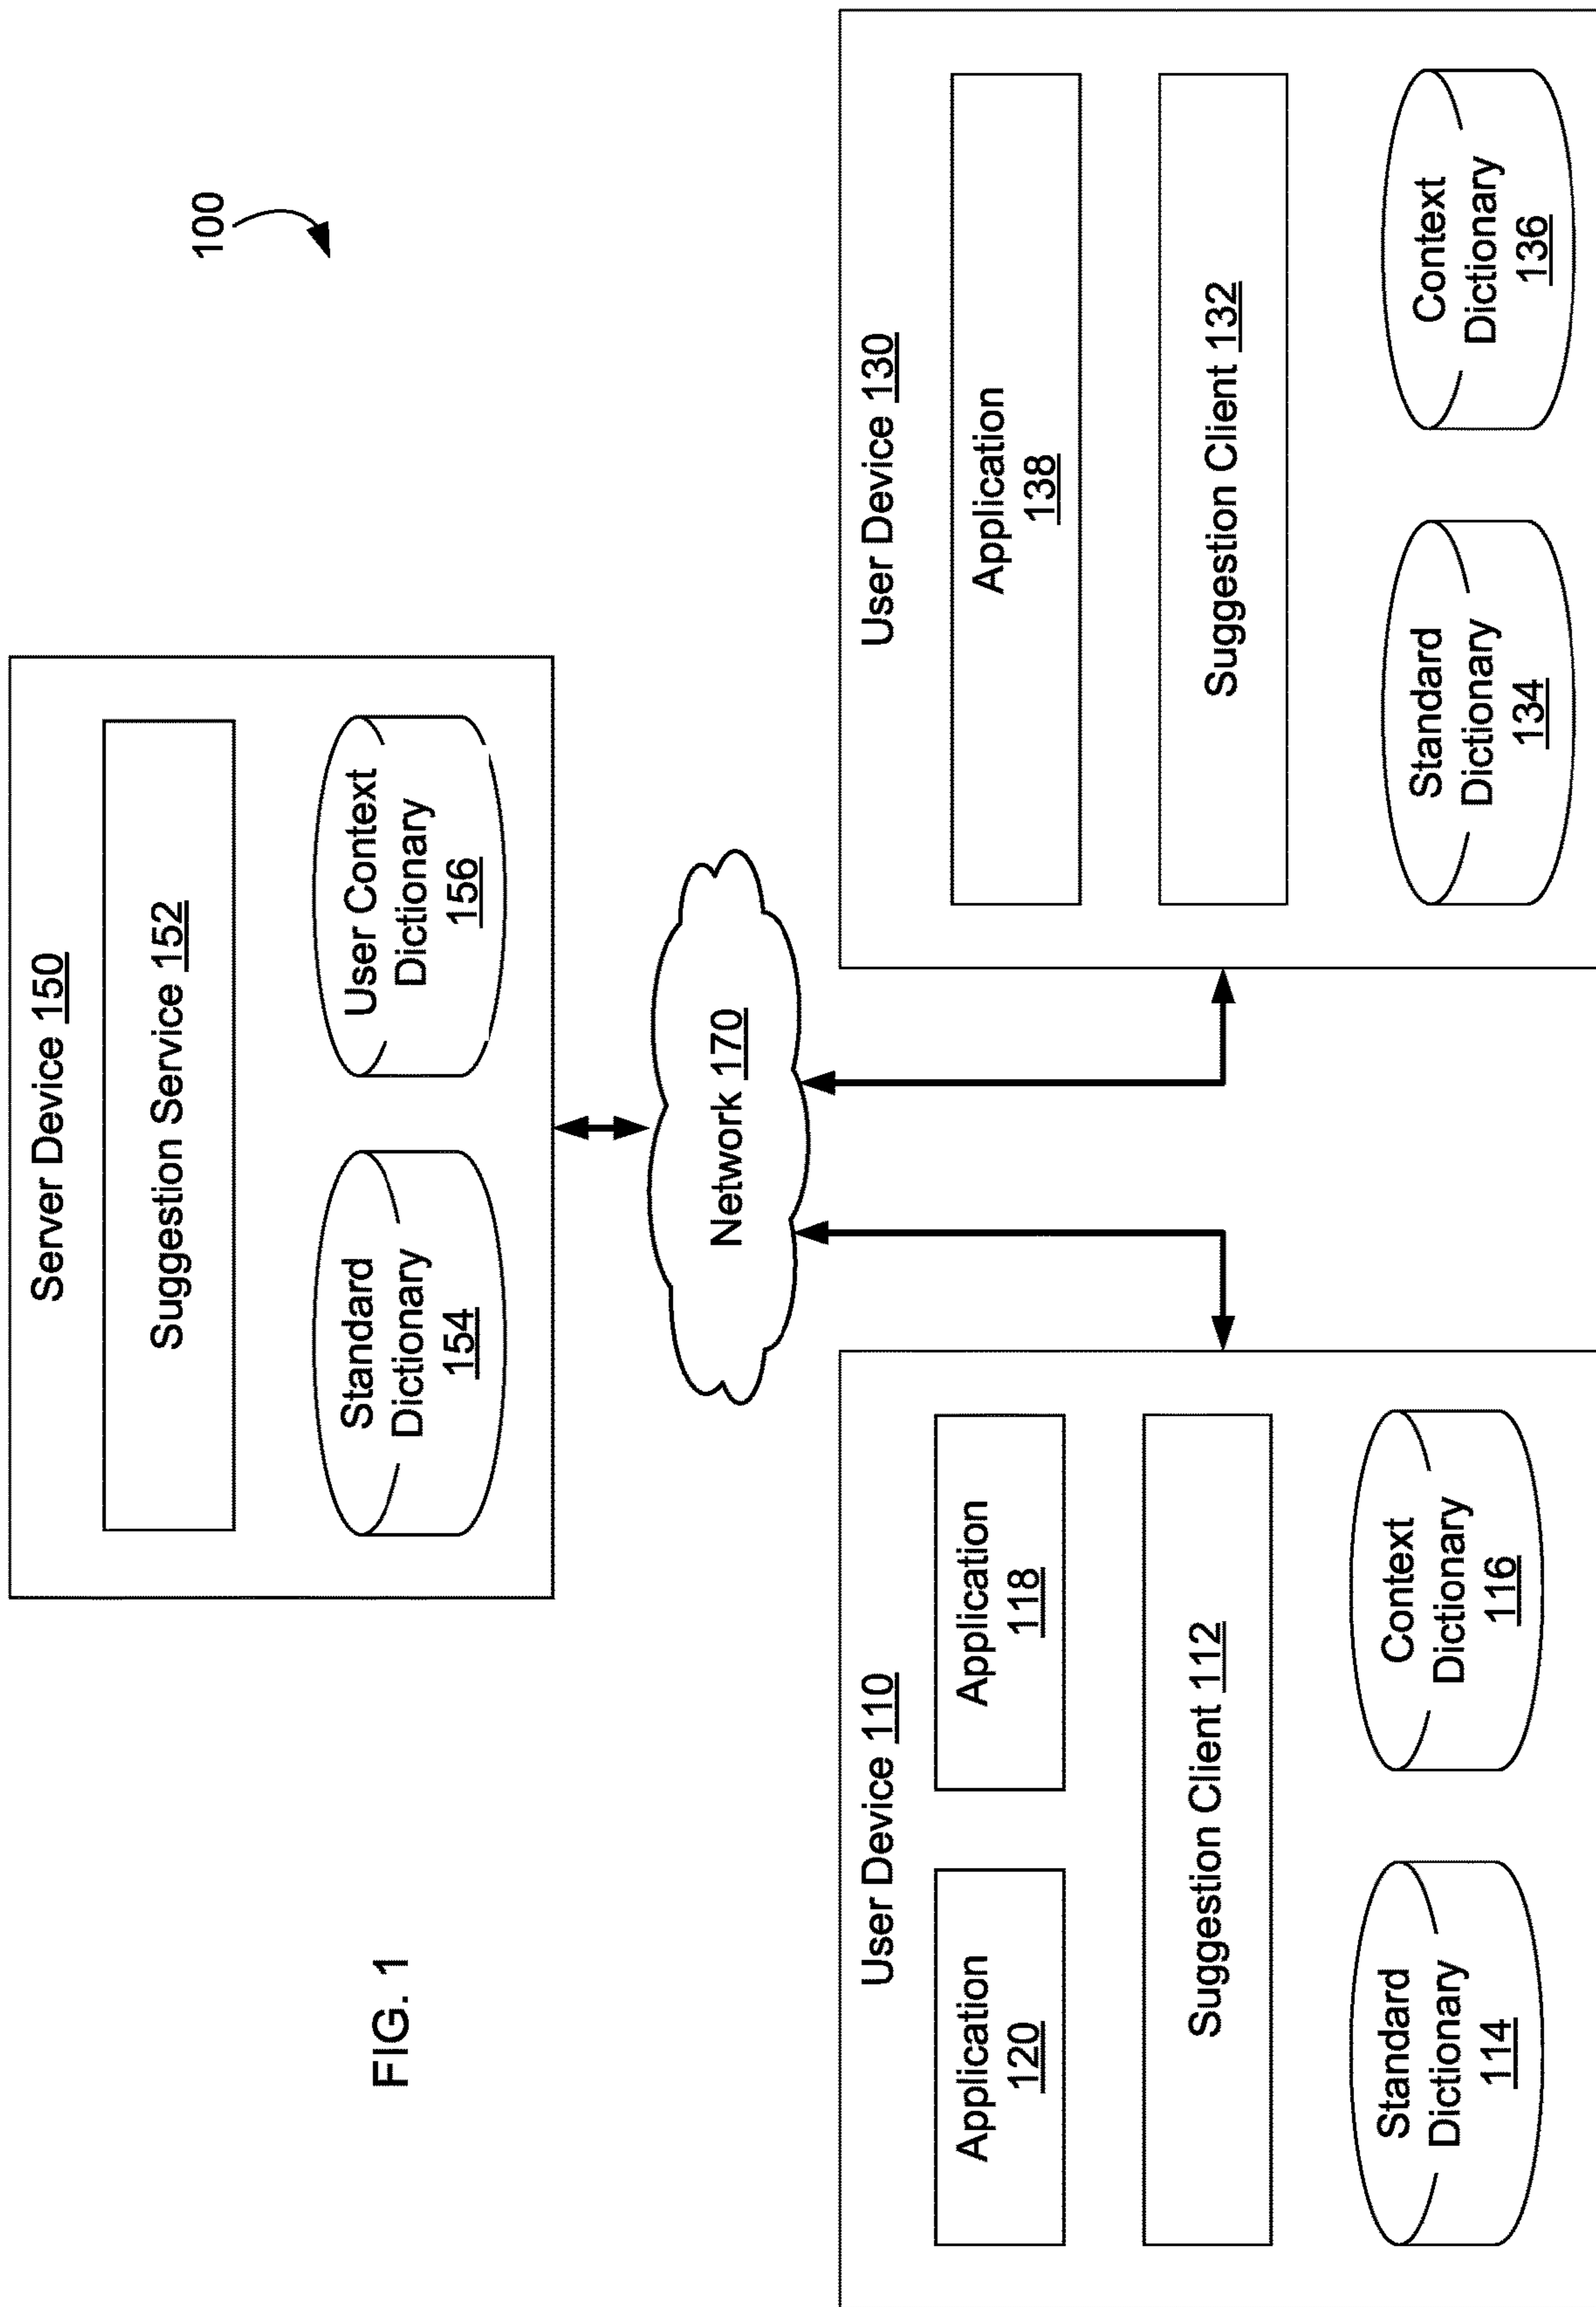 100
Server Device 150
Suggestion Service 152
Standard
Dictionary
154
User Context
Dictionary
156
Network 170
User Device 110
Application
120
Application
118
Suggestion Client 112
Standard
Dictionary
114
Context
Dictionary
116
User Device 130
Application
138
Suggestion Client 132
Standard
Dictionary
134
Context
Dictionary
136
FIG. 1